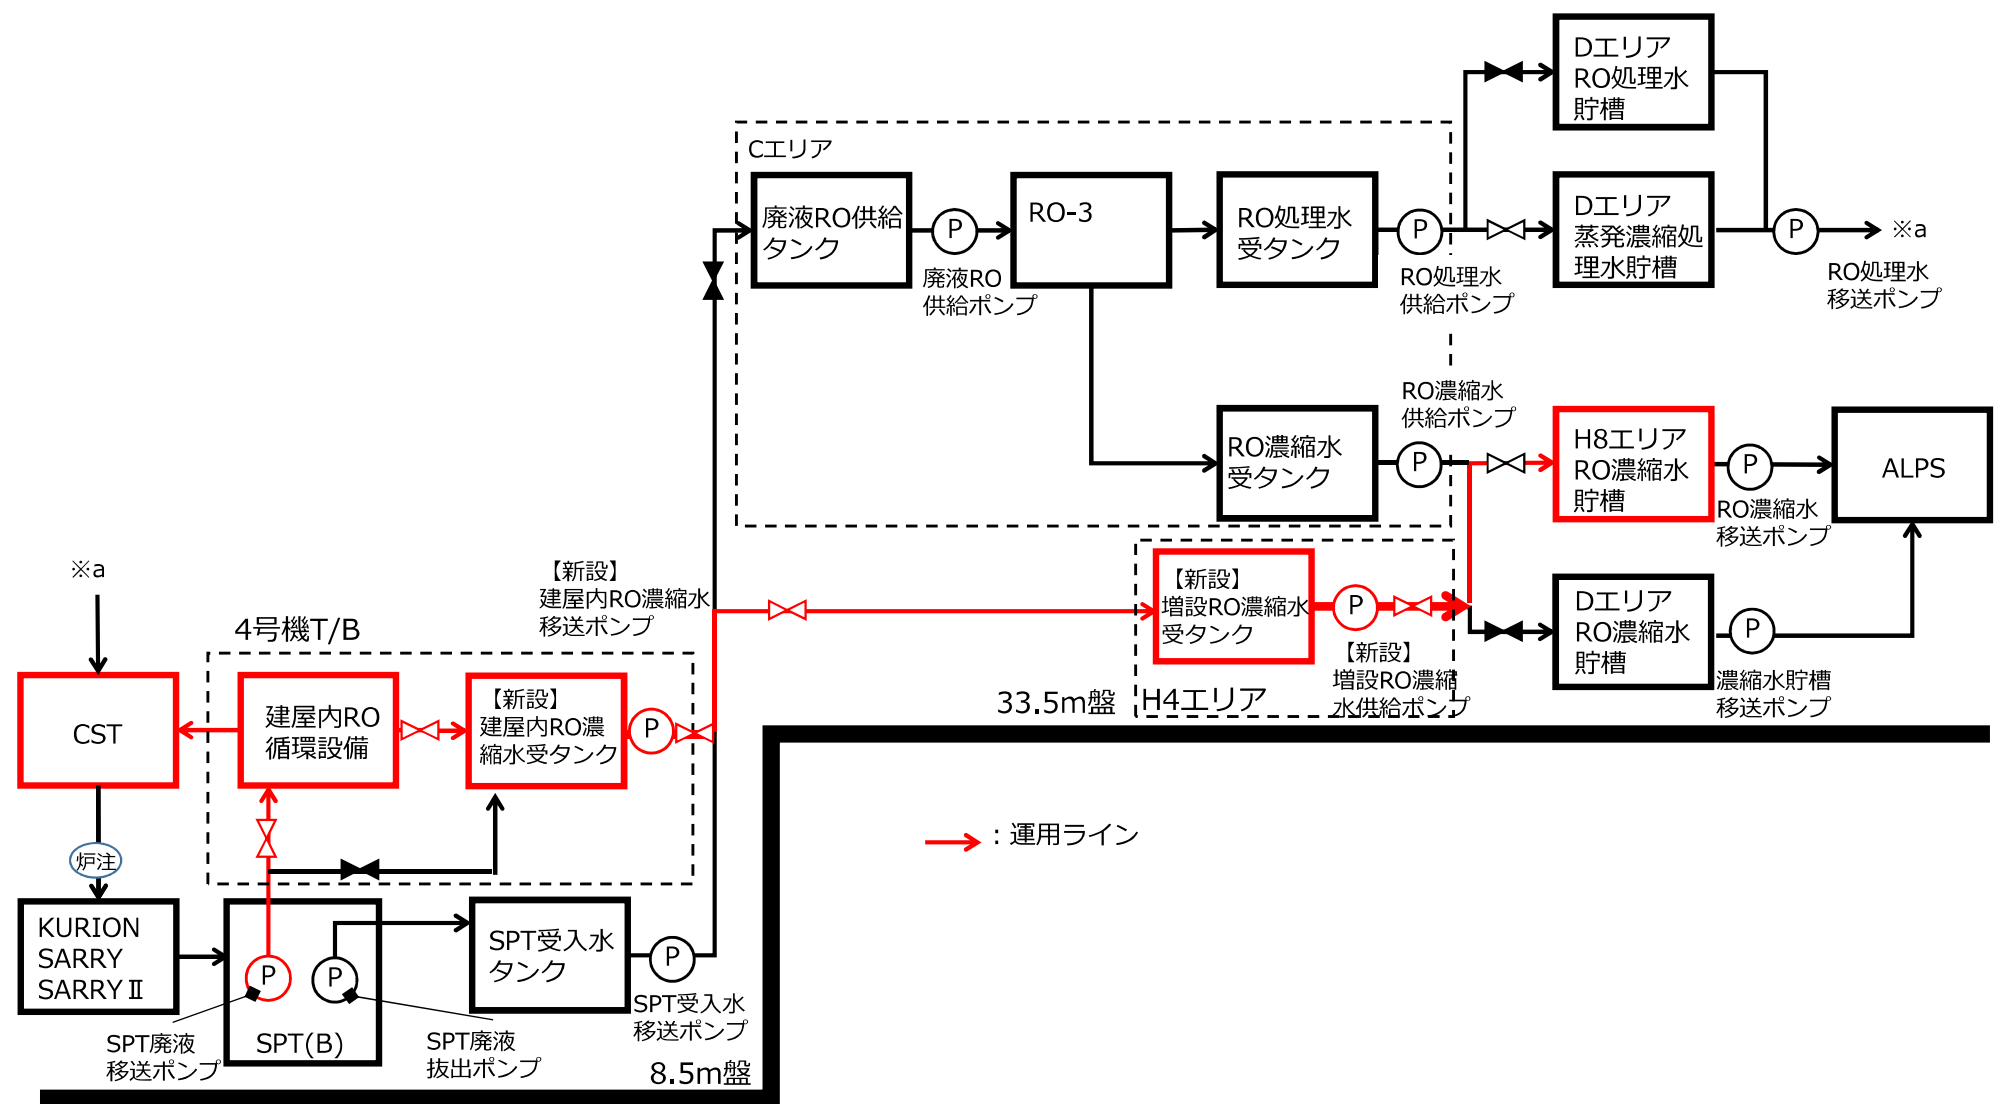 Dエリア
RO処理水
貯槽
Cエリア
廃液RO供給
タンク
P
廃液RO
供給ポンプ
RO-3
RO処理水
受タンク
P
RO処理水
供給ポンプ
Dエリア
蒸発濃縮処
理水貯槽
P
※a
RO処理水
移送ポンプ
RO濃縮水
供給ポンプ
RO濃縮水
受タンク
P
H8エリア
RO濃縮水
貯槽
P
RO濃縮水
移送ポンプ
ALPS
※a
【新設】
建屋内RO濃縮水
移送ポンプ
【新設】
増設RO濃縮水
受タンク
P
【新設】
増設RO濃縮
水供給ポンプ
H4エリア
33.5m盤
Dエリア
RO濃縮水
貯槽
P
濃縮水貯槽
移送ポンプ
4号機T/B
CST
建屋内RO
循環設備
【新設】
建屋内RO濃
縮水受タンク
P
:運用ライン
炉注
KURION
SARRY
SARRYⅡ
P
P
SPT(B)
SPT廃液
移送ポンプ
SPT廃液
抜出ポンプ
SPT受入水
タンク
P
SPT受入水
移送ポンプ
8.5m盤